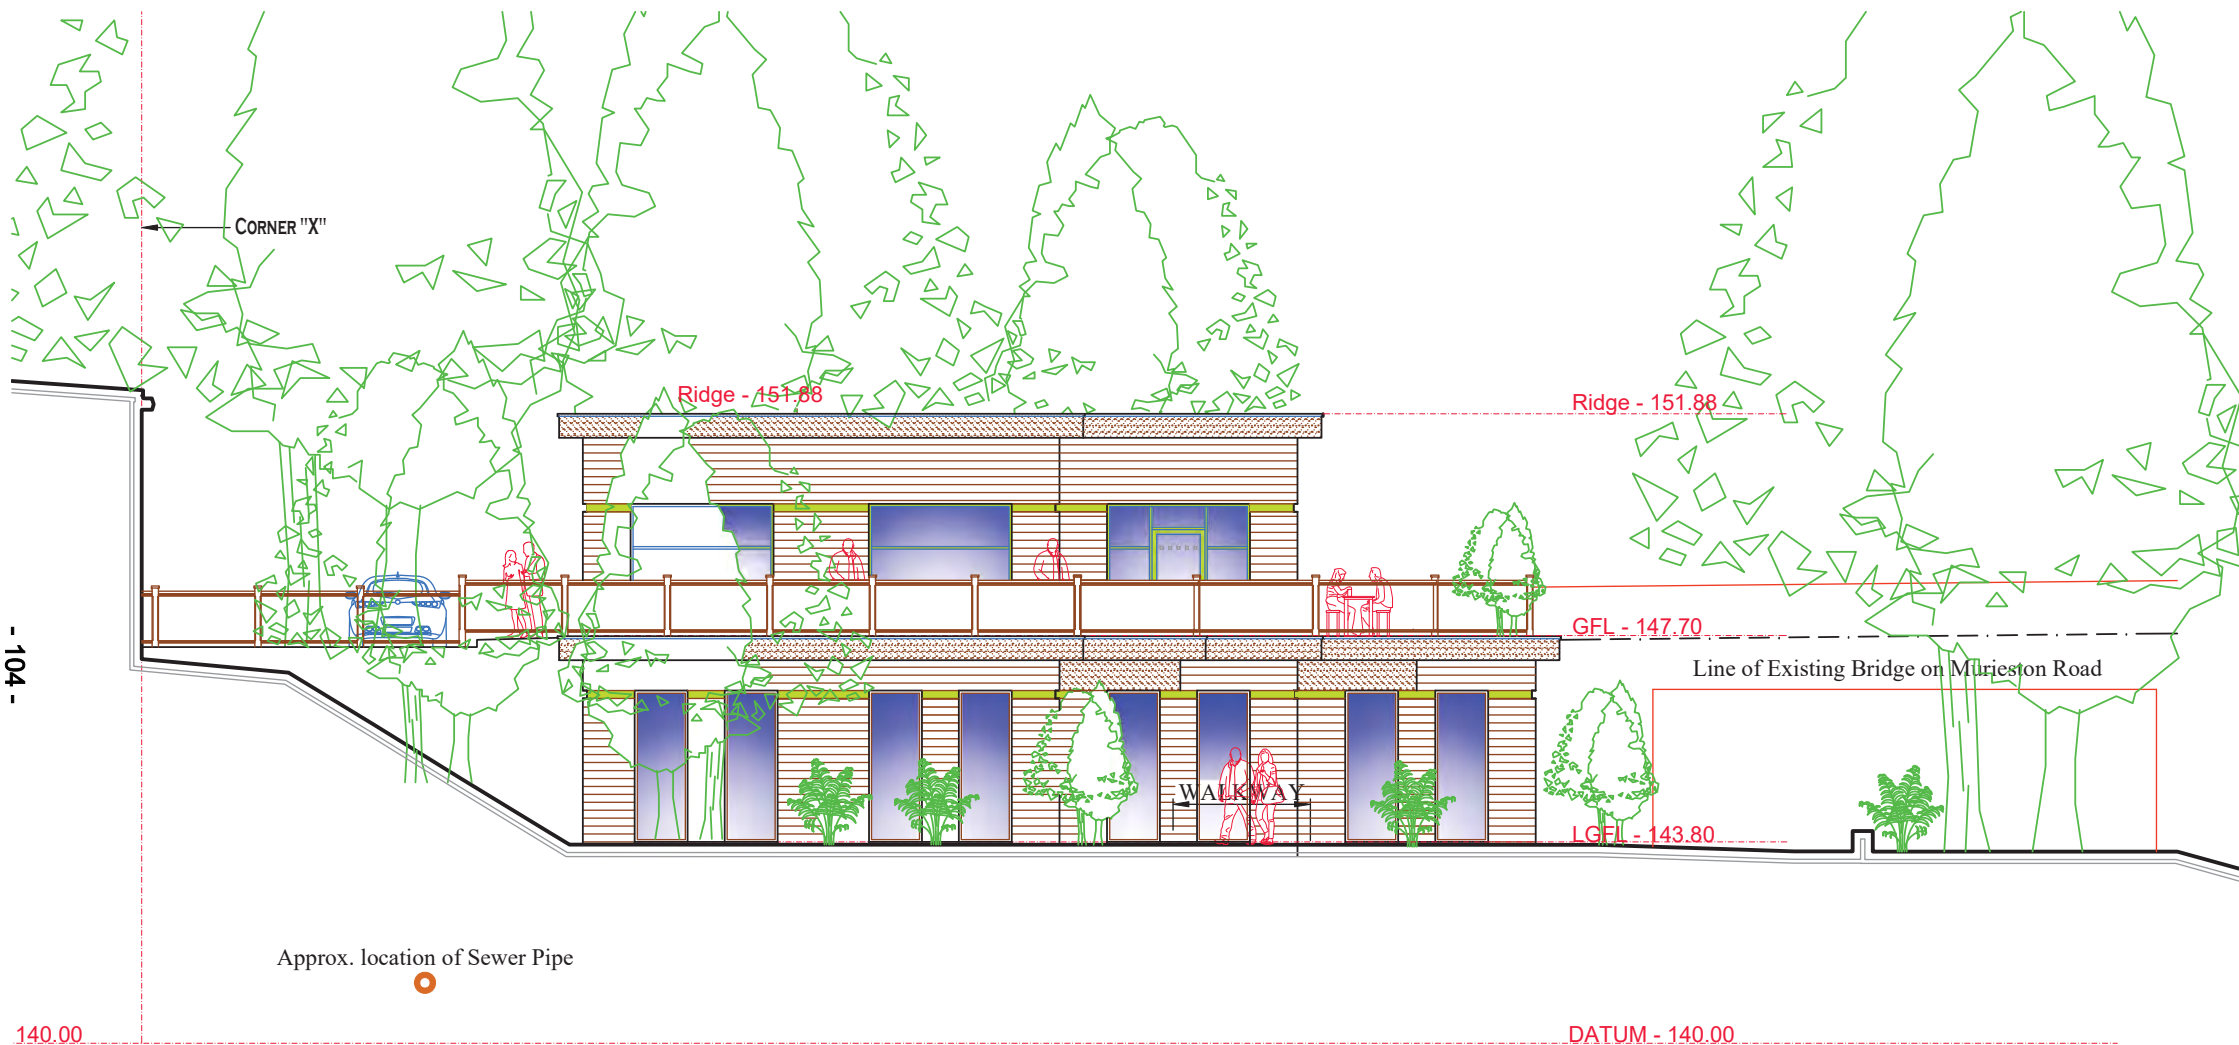 CORNER "X"
Ridge - 151.88
Ridge - 151.88
GFL - 147.70
Line of Existing Bridge on Murieston Road
- 104 -
WALKWAY
LGFL - 143.80
Approx. location of Sewer Pipe
140.00
DATUM - 140.00